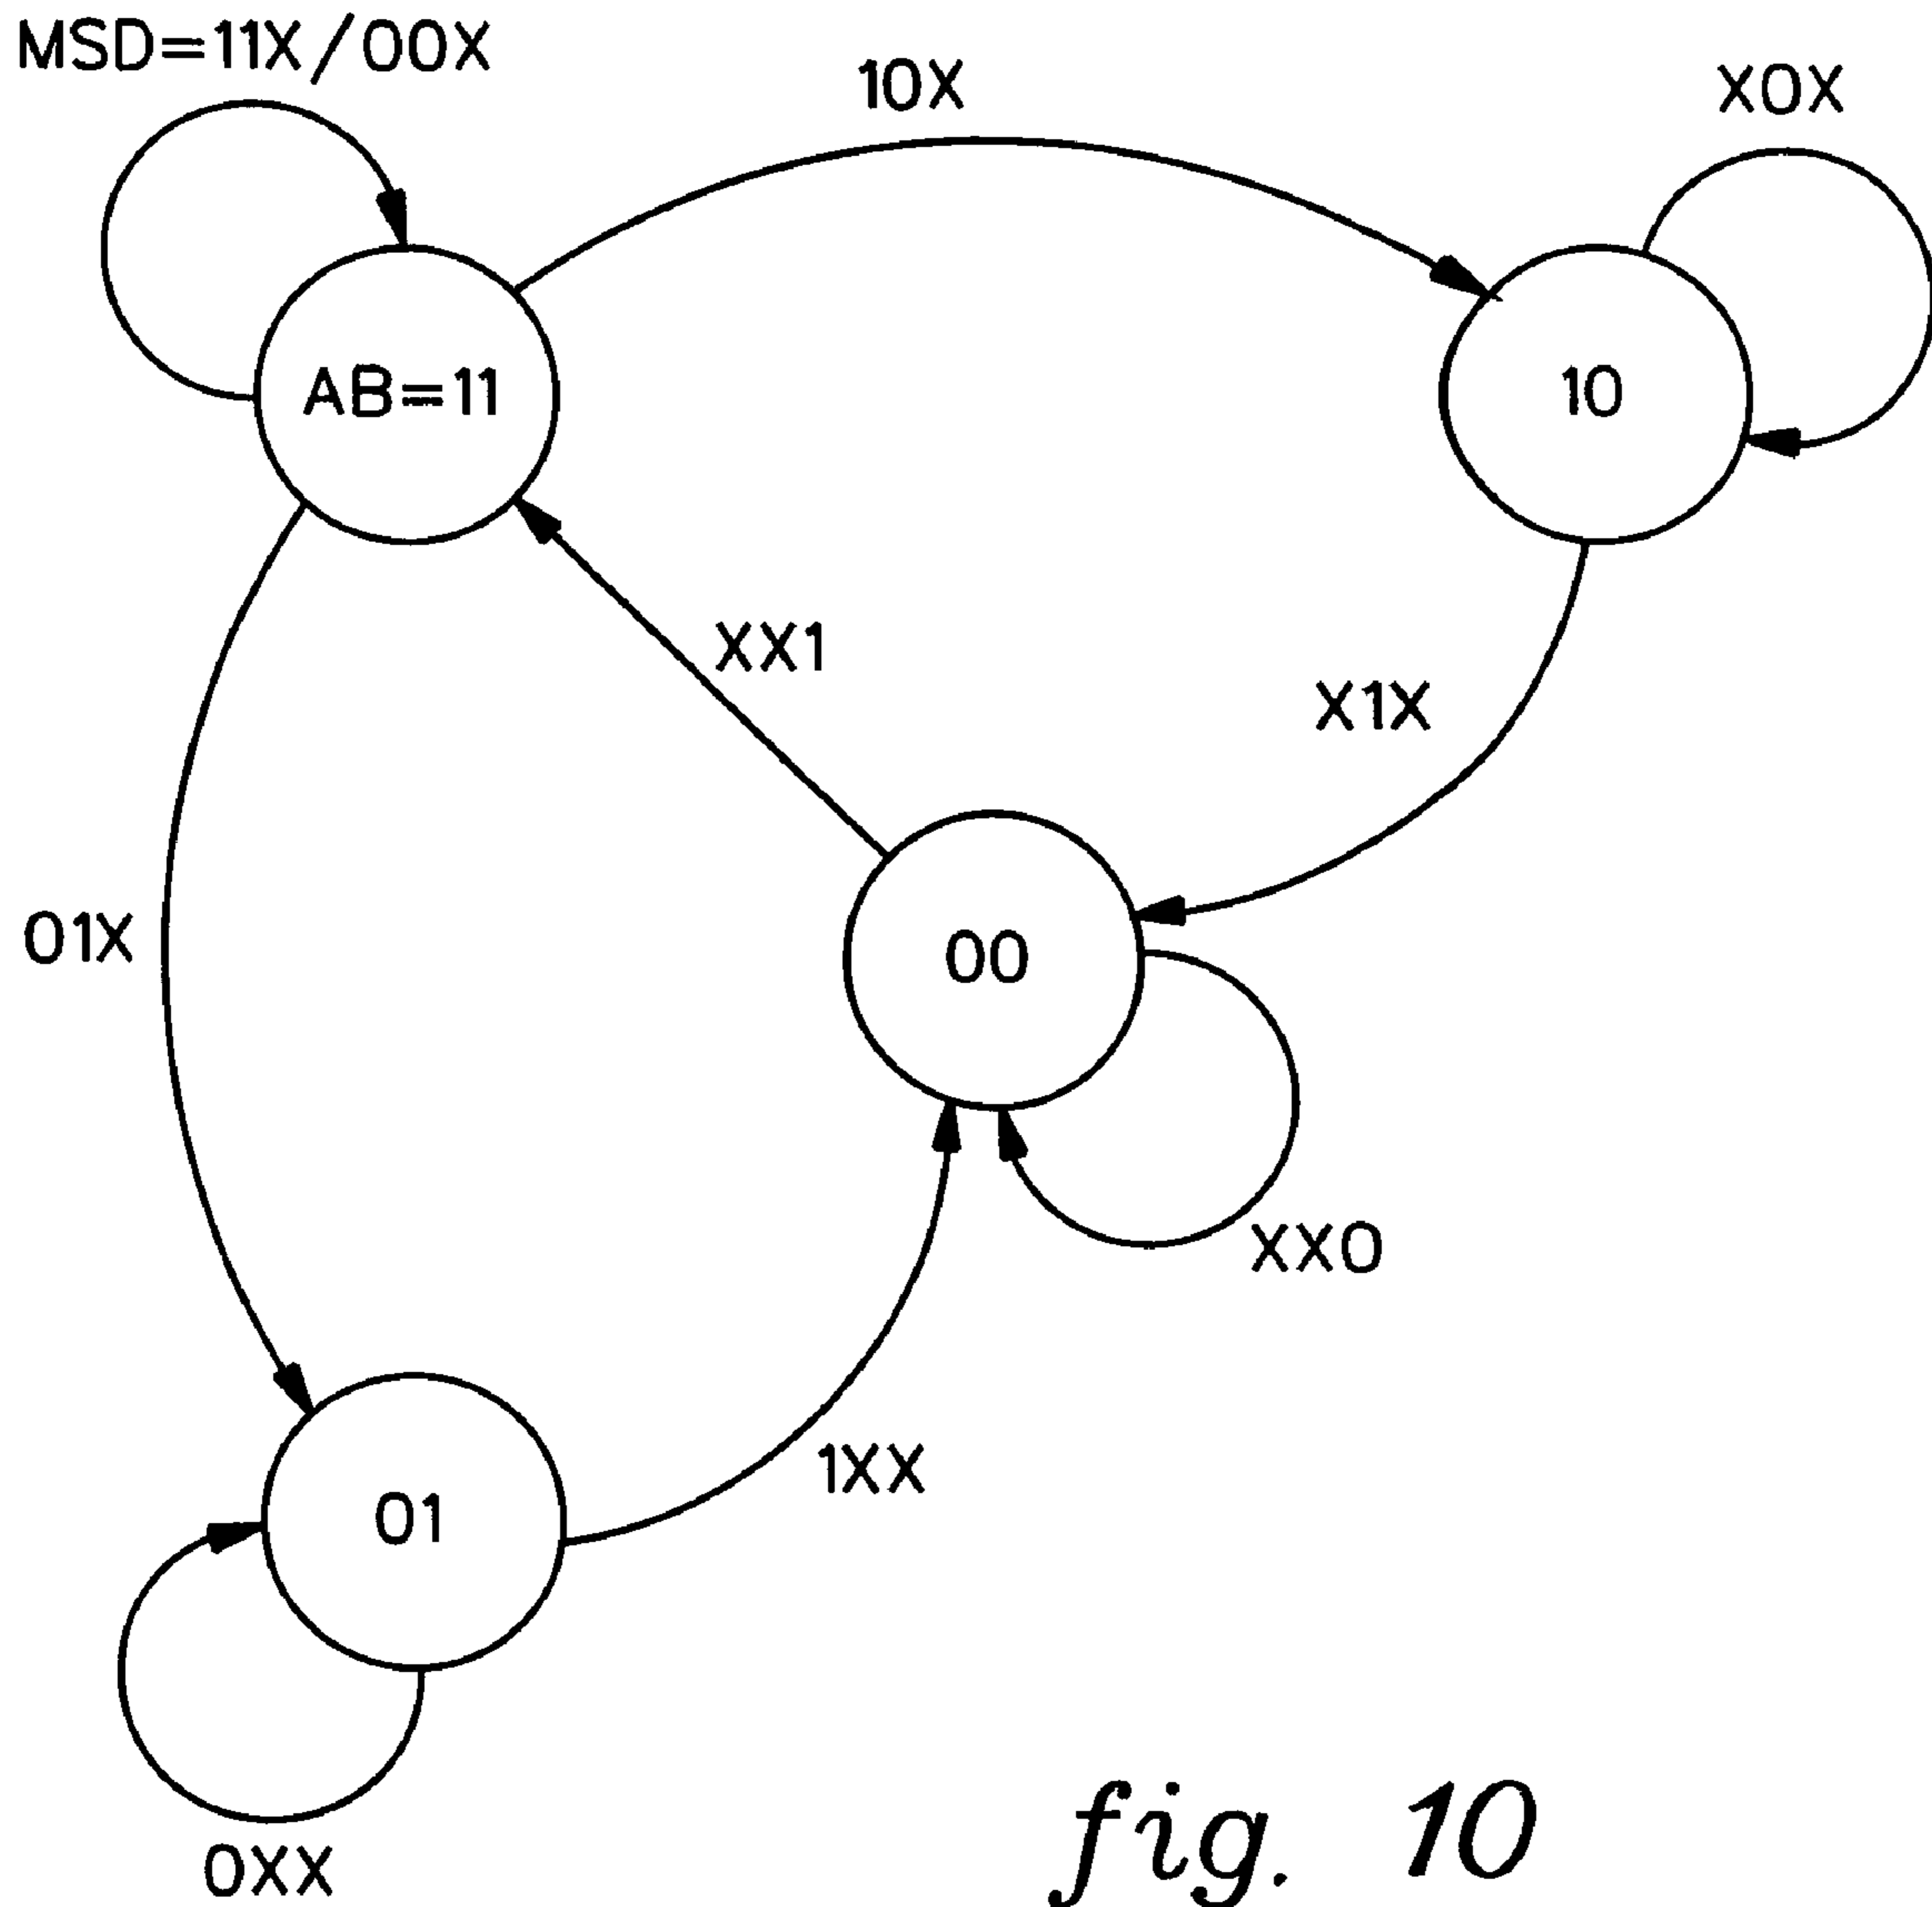 MSD=11X/00X
10X
X0X
AB=11
10
XX1
X1X
01X
00
XX0
1XX
01
0XX
fig. 10